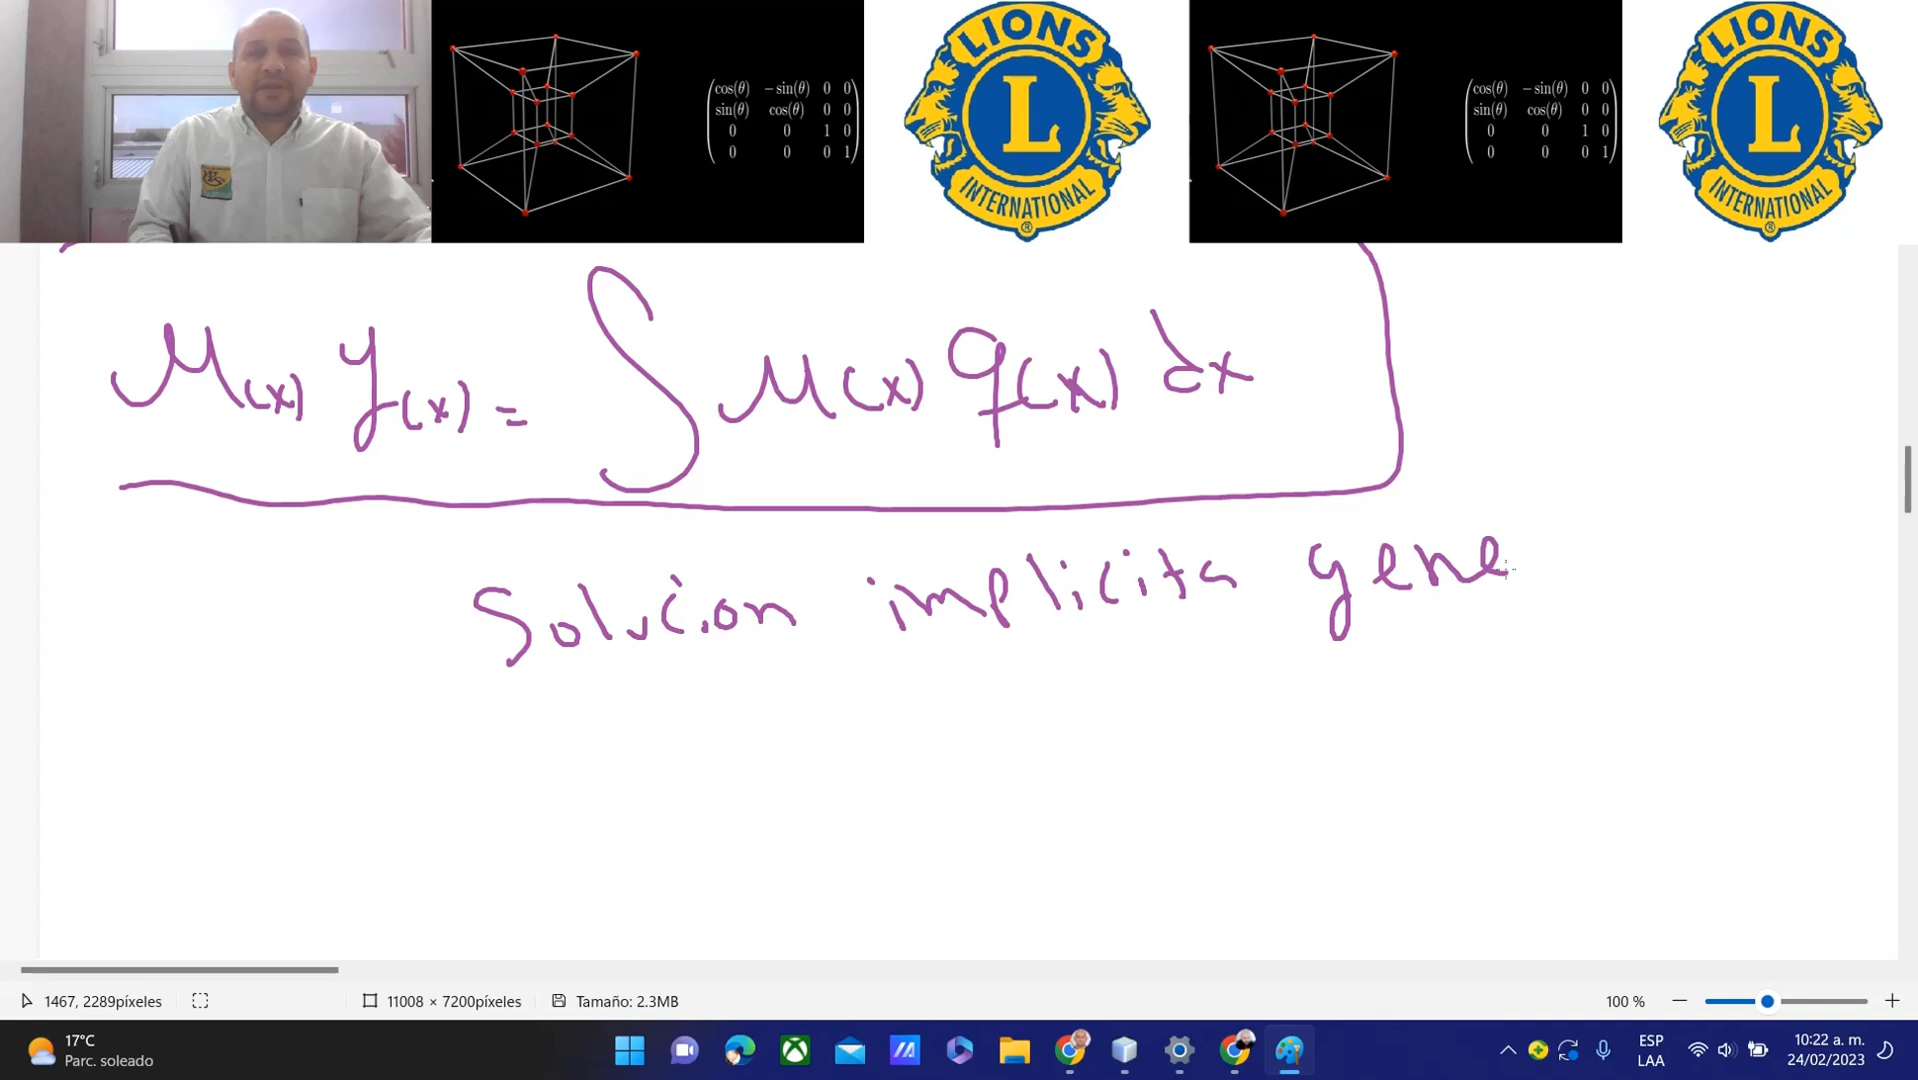 cos(θ) −sin(θ) 0 0
sin(θ) cos(θ) 0 0
0 0 1 0
0 0 0 1
LIONS
L
INTERNATIONAL
®
cos(θ) −sin(θ) 0 0
sin(θ) cos(θ) 0 0
0 0 1 0
0 0 0 1
LIONS
L
INTERNATIONAL
®
μ(x) y(x) = ∫ μ(x) q(x) dx
Solucion implicita gene
1467, 2289píxeles
11008 × 7200píxeles
Tamaño: 2.3MB
100 %
17°C
Parc. soleado
ESP
LAA
10:22 a. m.
24/02/2023